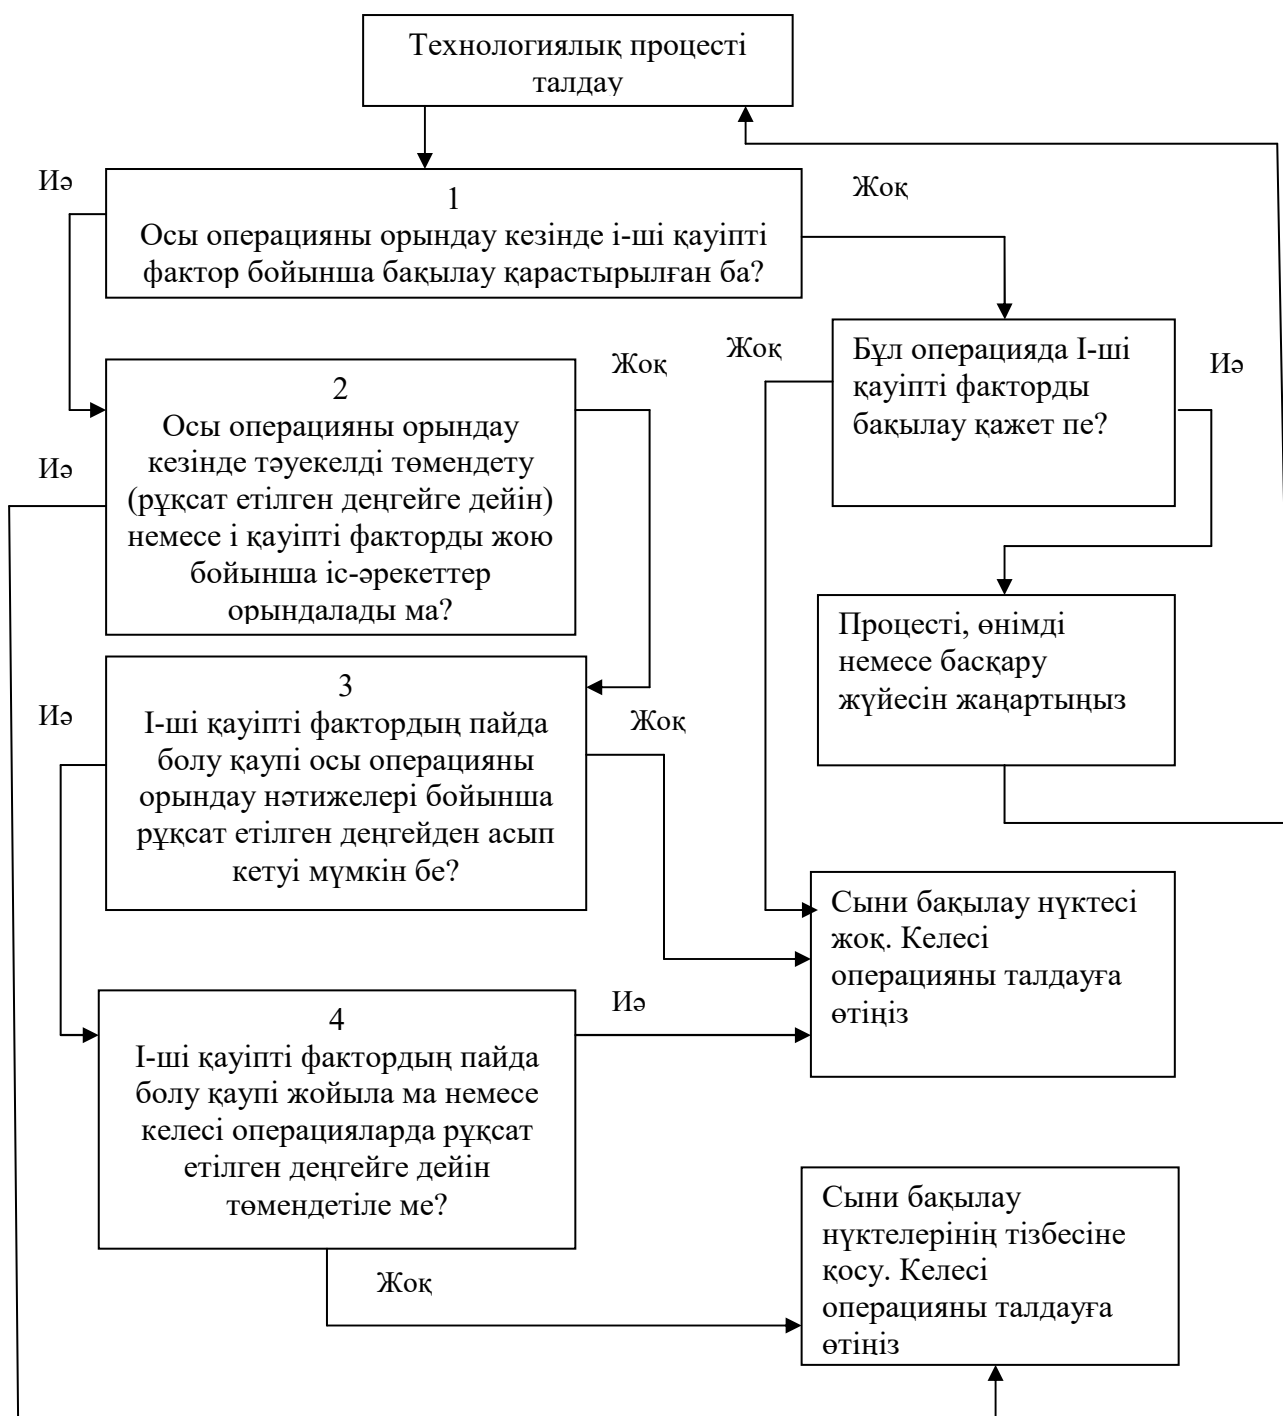 Технологиялық процесті
талдау
Иә
Жоқ
1
Осы операцияны орындау кезінде і-ші қауіпті
фактор бойынша бақылау қарастырылған ба?
Жоқ
Бұл операцияда І-ші
қауіпті факторды
бақылау қажет пе?
Иә
Жоқ
2
Осы операцияны орындау
кезінде тәуекелді төмендету
(рұқсат етілген деңгейге дейін)
немесе і қауіпті факторды жою
бойынша іс-әрекеттер
орындалады ма?
Иә
Процесті, өнімді
немесе басқару
жүйесін жаңартыңыз
Иә
3
І-ші қауіпті фактордың пайда
болу қаупі осы операцияны
орындау нәтижелері бойынша
рұқсат етілген деңгейден асып
кетуі мүмкін бе?
Жоқ
Сыни бақылау нүктесі
жоқ. Келесі
операцияны талдауға
өтіңіз
4
І-ші қауіпті фактордың пайда
болу қаупі жойыла ма немесе
келесі операцияларда рұқсат
етілген деңгейге дейін
төмендетіле ме?
Иә
Жоқ
Сыни бақылау
нүктелерінің тізбесіне
қосу. Келесі
операцияны талдауға
өтіңіз